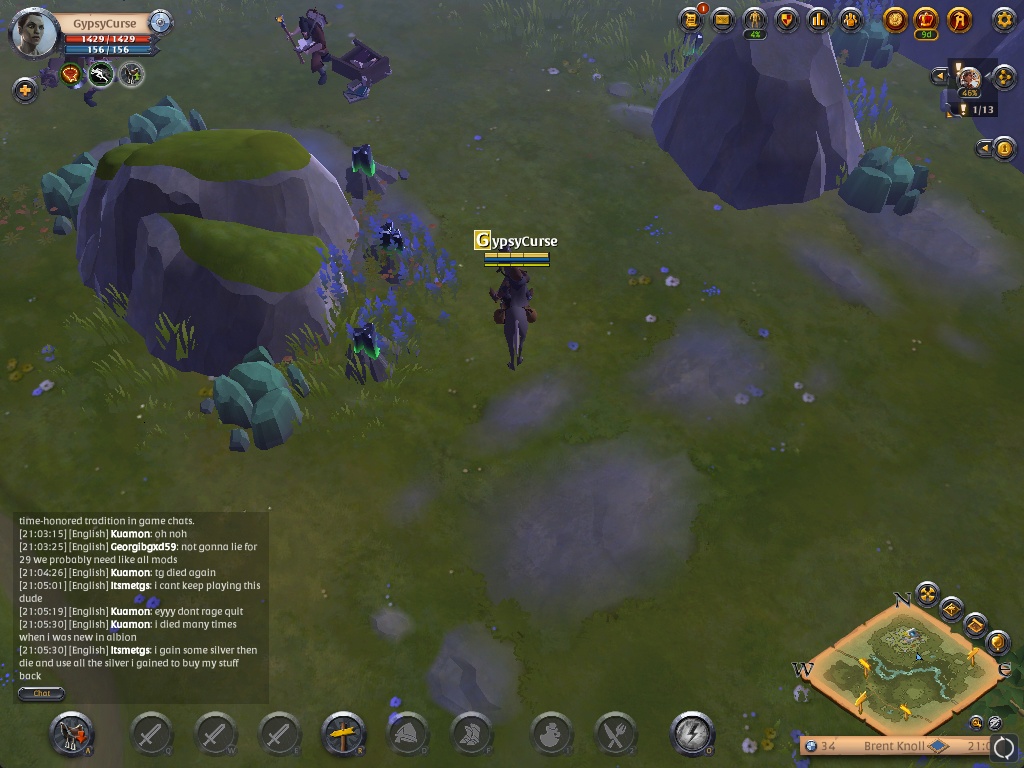 GypsyCurse
1429 / 1429
156 / 156
1
4%
9d
46%
1/13
GypsyCurse
time-honored tradition in game chats.
[21:03:15] [English] Kuamon: oh noh
[21:03:25] [English] Georgibgxd59: not gonna lie for
29 we probably need like all mods
[21:04:26] [English] Kuamon: tg died again
[21:05:01] [English] Itsmetgs: i cant keep playing this
dude
[21:05:19] [English] Kuamon: eyyy dont rage quit
[21:05:30] [English] Kuamon: i died many times
when i was new in albion
[21:05:30] [English] Itsmetgs: i gain some silver then
die and use all the silver i gained to buy my stuff
back
Chat
N
W
E
A
Q
W
E
R
D
F
34
Brent Knoll